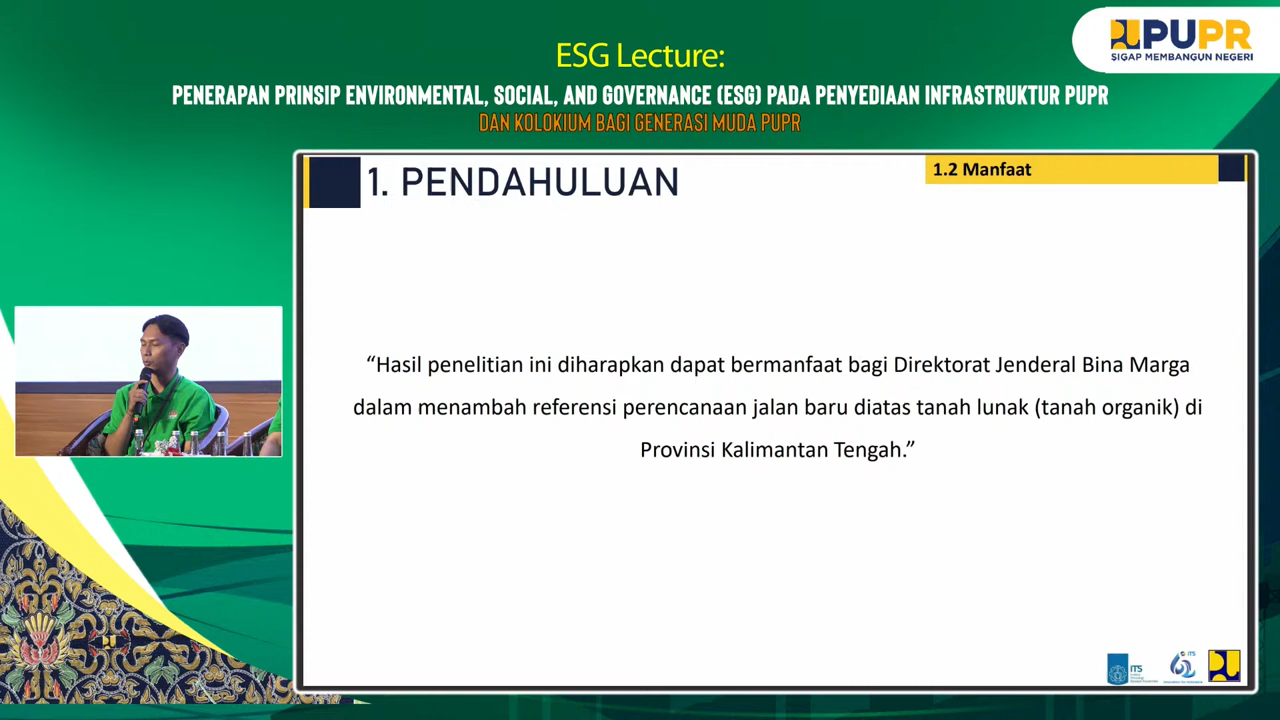 PUPR
SIGAP MEMBANGUN NEGERI
ESG Lecture:
PENERAPAN PRINSIP ENVIRONMENTAL, SOCIAL, AND GOVERNANCE (ESG) PADA PENYEDIAAN INFRASTRUKTUR PUPR
DAN KOLOKIUM BAGI GENERASI MUDA PUPR
1. PENDAHULUAN
1.2 Manfaat
“Hasil penelitian ini diharapkan dapat bermanfaat bagi Direktorat Jenderal Bina Marga
dalam menambah referensi perencanaan jalan baru diatas tanah lunak (tanah organik) di
Provinsi Kalimantan Tengah.”
ITS
ITS